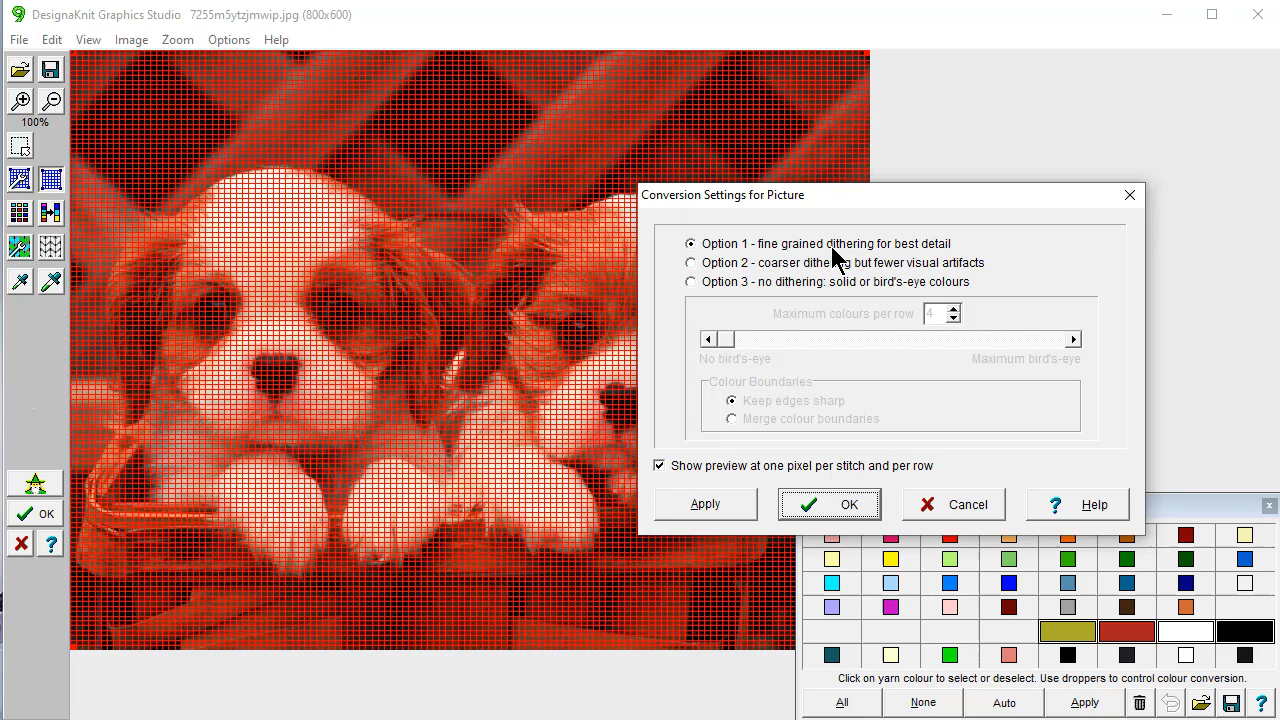 DesignaKnit Graphics Studio 7255m5ytzjmwip.jpg (800x600)
File Edit View Image Zoom Options Help
100%
Conversion Settings for Picture
Option 1 - fine grained dithering for best detail
Option 2 - coarser but fewer visual artifacts
Option 3 - no dithering: solid or bird's-eye colours
Maximum colours per row 4
No bird's-eye Maximum bird's-eye
Colour Boundaries
Keep edges sharp
Merge colour boundaries
Show preview at one and per row
Apply OK Cancel Help
OK
Click on yarn colour to select or deselect. Use droppers to control colour conversion.
All None Auto Apply